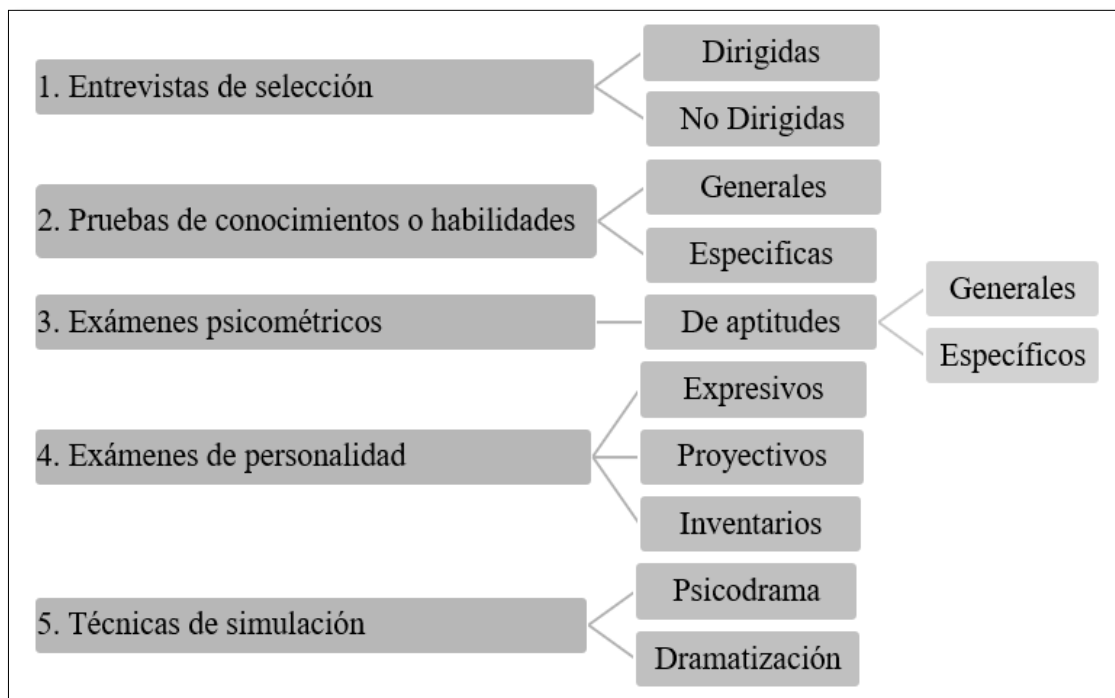 1. Entrevistas de selección
Dirigidas
No Dirigidas
2. Pruebas de conocimientos o habilidades
Generales
Especificas
3. Exámenes psicométricos
De aptitudes
Generales
Específicos
4. Exámenes de personalidad
Expresivos
Proyectivos
Inventarios
5. Técnicas de simulación
Psicodrama
Dramatización